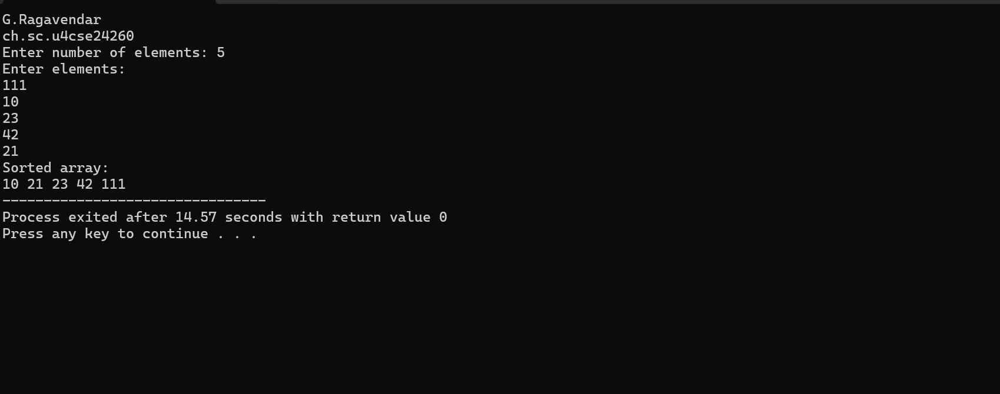 G.Ragavendar
ch.sc.u4cse24260
Enter number of elements: 5
Enter elements:
111
10
23
42
21
Sorted array:
10 21 23 42 111
--------------------------------
Process exited after 14.57 seconds with return value 0
Press any key to continue . . .